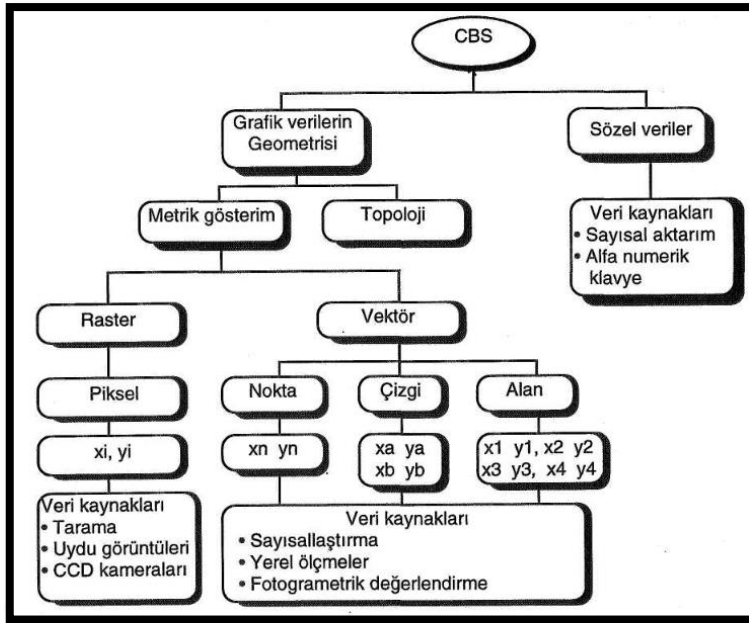 CBS
Grafik verilerin
Geometrisi
Sözel veriler
Metrik gösterim
Topoloji
Veri kaynakları
• Sayısal aktarım
• Alfa numerik
klavye
Raster
Vektör
Piksel
Nokta
Çizgi
Alan
xi, yi
xn yn
xa ya
xb yb
x1 y1, x2 y2
x3 y3, x4 y4
Veri kaynakları
• Tarama
• Uydu görüntüleri
• CCD kameraları
Veri kaynakları
• Sayısallaştırma
• Yerel ölçmeler
• Fotogrametrik değerlendirme